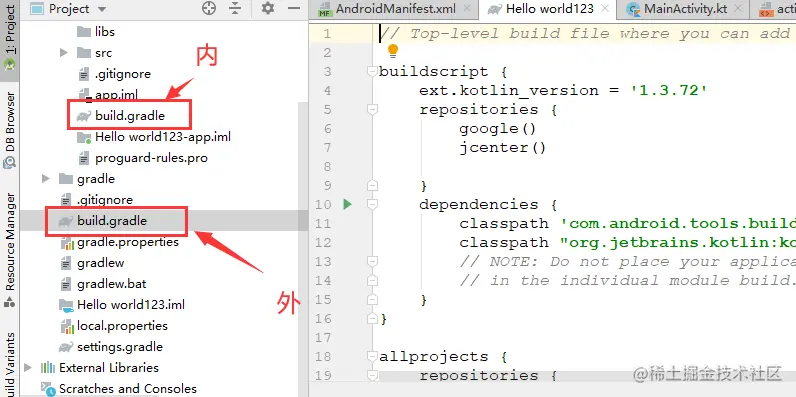 Project
AndroidManifest.xml
Hello world123
MainActivity.kt
acti
1: Project
DB Browser
Resource Manager
uild Variants
libs
src
.gitignore
app.iml
build.gradle
Hello world123-app.iml
proguard-rules.pro
gradle
.gitignore
build.gradle
gradle.properties
gradlew
gradlew.bat
Hello world123.iml
local.properties
settings.gradle
External Libraries
Scratches and Consoles
内
外
1 // Top-level build file where you can add
2
3 buildscript {
4 ext.kotlin_version = '1.3.72'
5 repositories {
6 google()
7 jcenter()
8
9 }
10 dependencies {
11 classpath 'com.android.tools.build
12 classpath "org.jetbrains.kotlin:ko
13 // NOTE: Do not place your applica
14 // in the individual module build.
15 }
16 }
17
18 allprojects {
19 repositories {
@稀土掘金技术社区